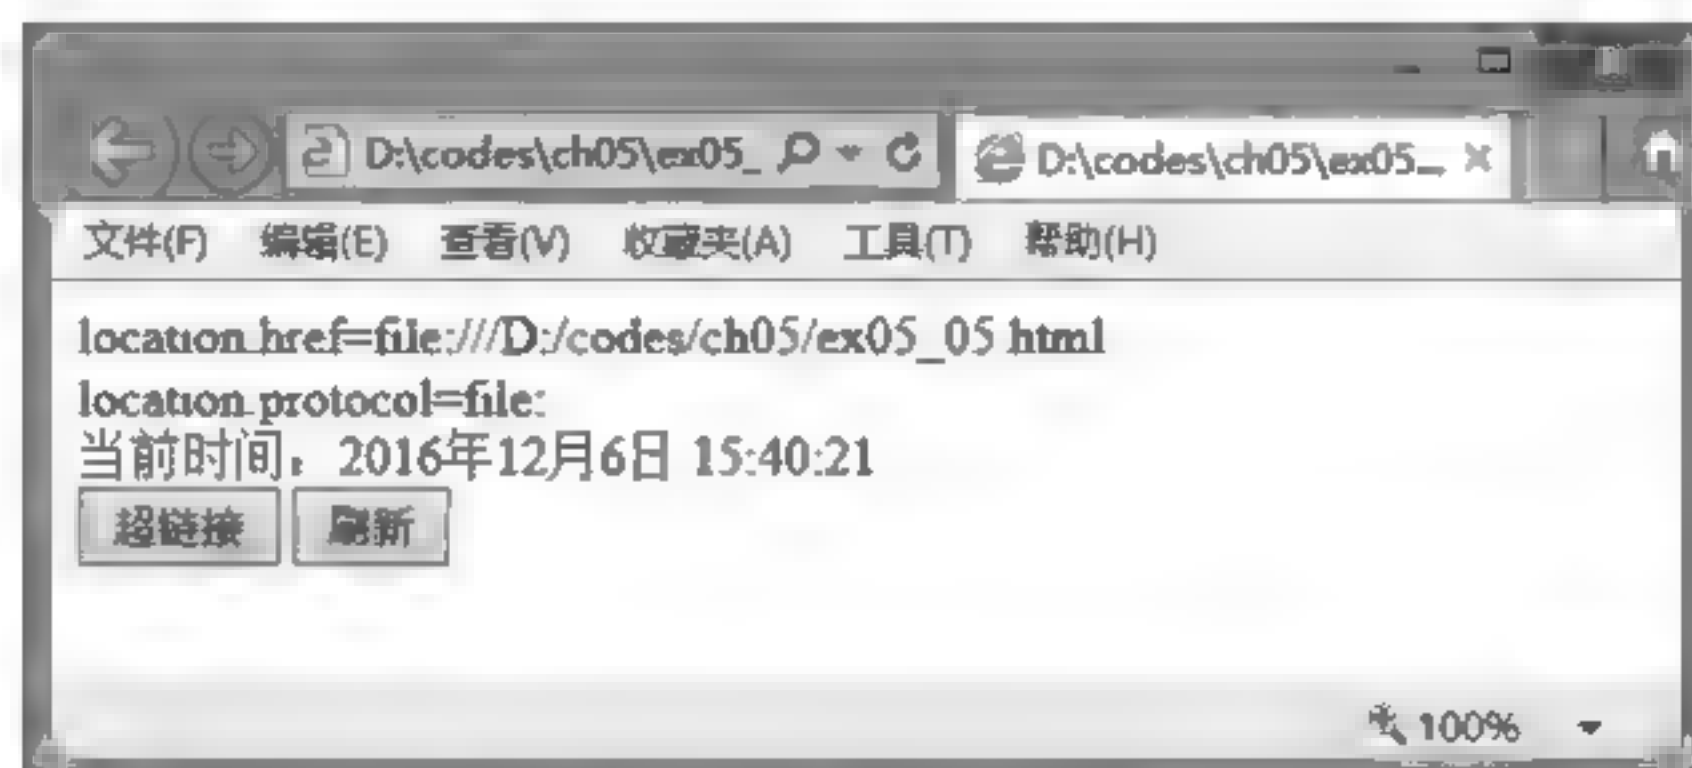 D:\codes\ch05\ex05_ D:\codes\ch05\ex05...
文件(F) 编辑(E) 查看(V) 收藏夹(A) 工具(T) 帮助(H)
location.href=file:///D:/codes/ch05/ex05_05.html
location.protocol=file:
当前时间：2016年12月6日 15:40:21
超链接 刷新
100%